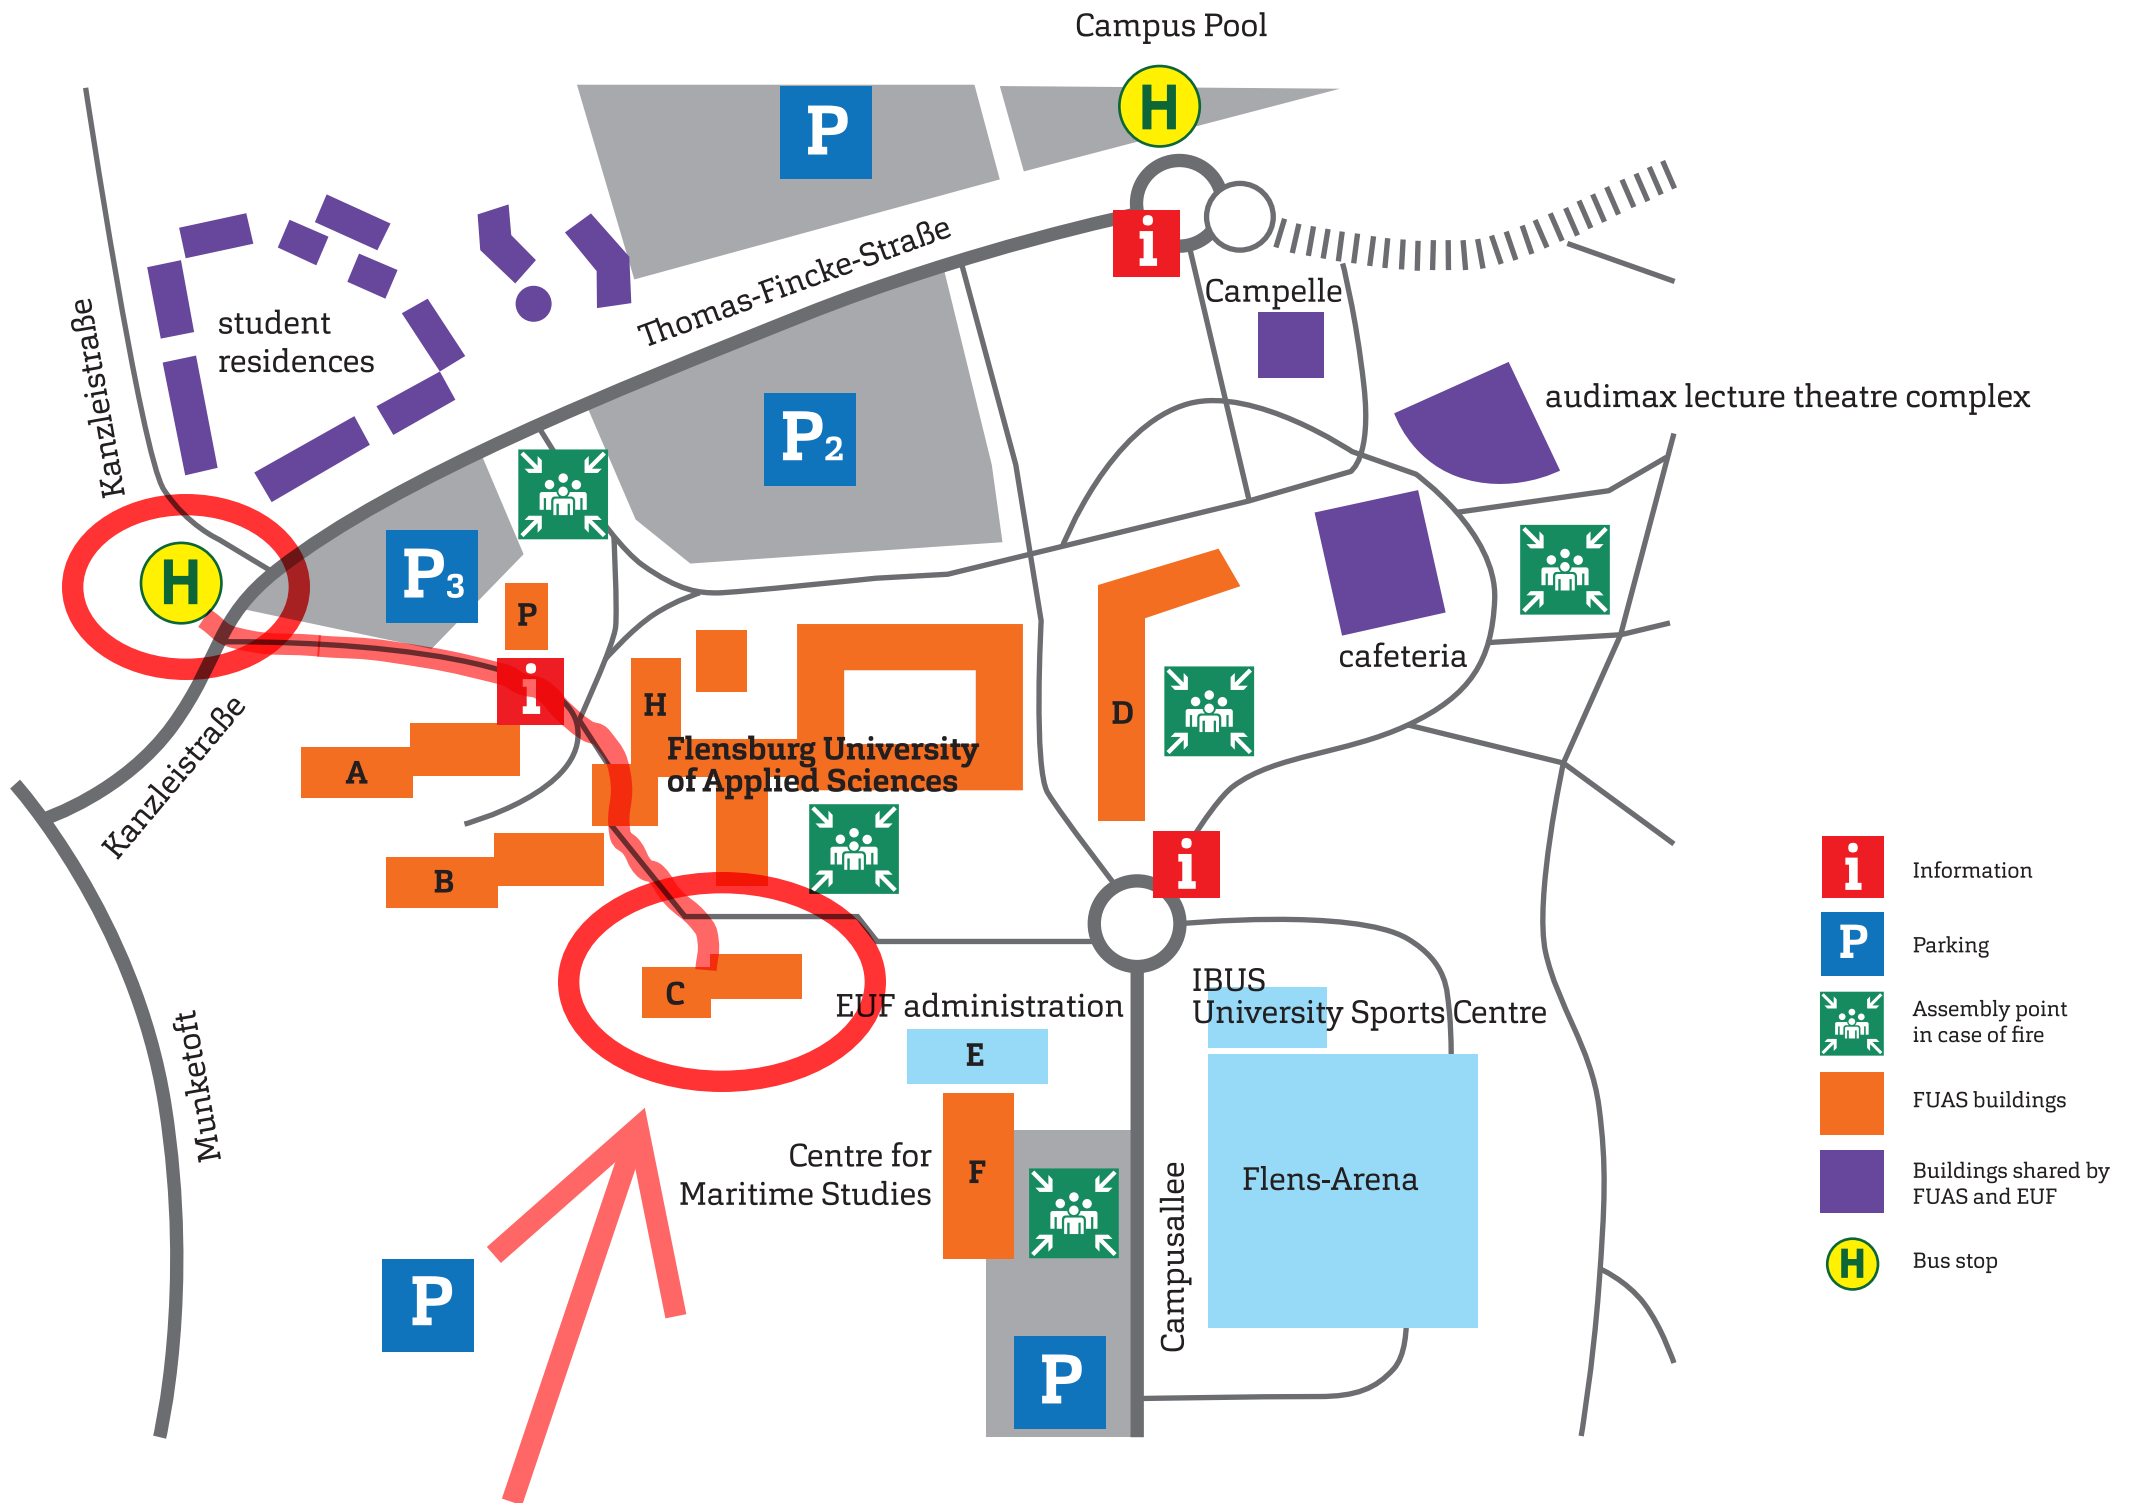 Campus Pool
H
P
Thomas-Fincke-Straße
i
Campelle
Kanzleistraße
student
residences
audimax lecture theatre complex
P2
H
P3
P
i
cafeteria
H
D
Flensburg University
of Applied Sciences
A
Kanzleistraße
B
i
Information
P
Parking
C
EUF administration
IBUS
University Sports Centre
E
Assembly point
in case of fire
Munketoft
Centre for
Maritime Studies
F
Flens-Arena
Campusallee
FUAS buildings
Buildings shared by
FUAS and EUF
P
P
i
H
Bus stop